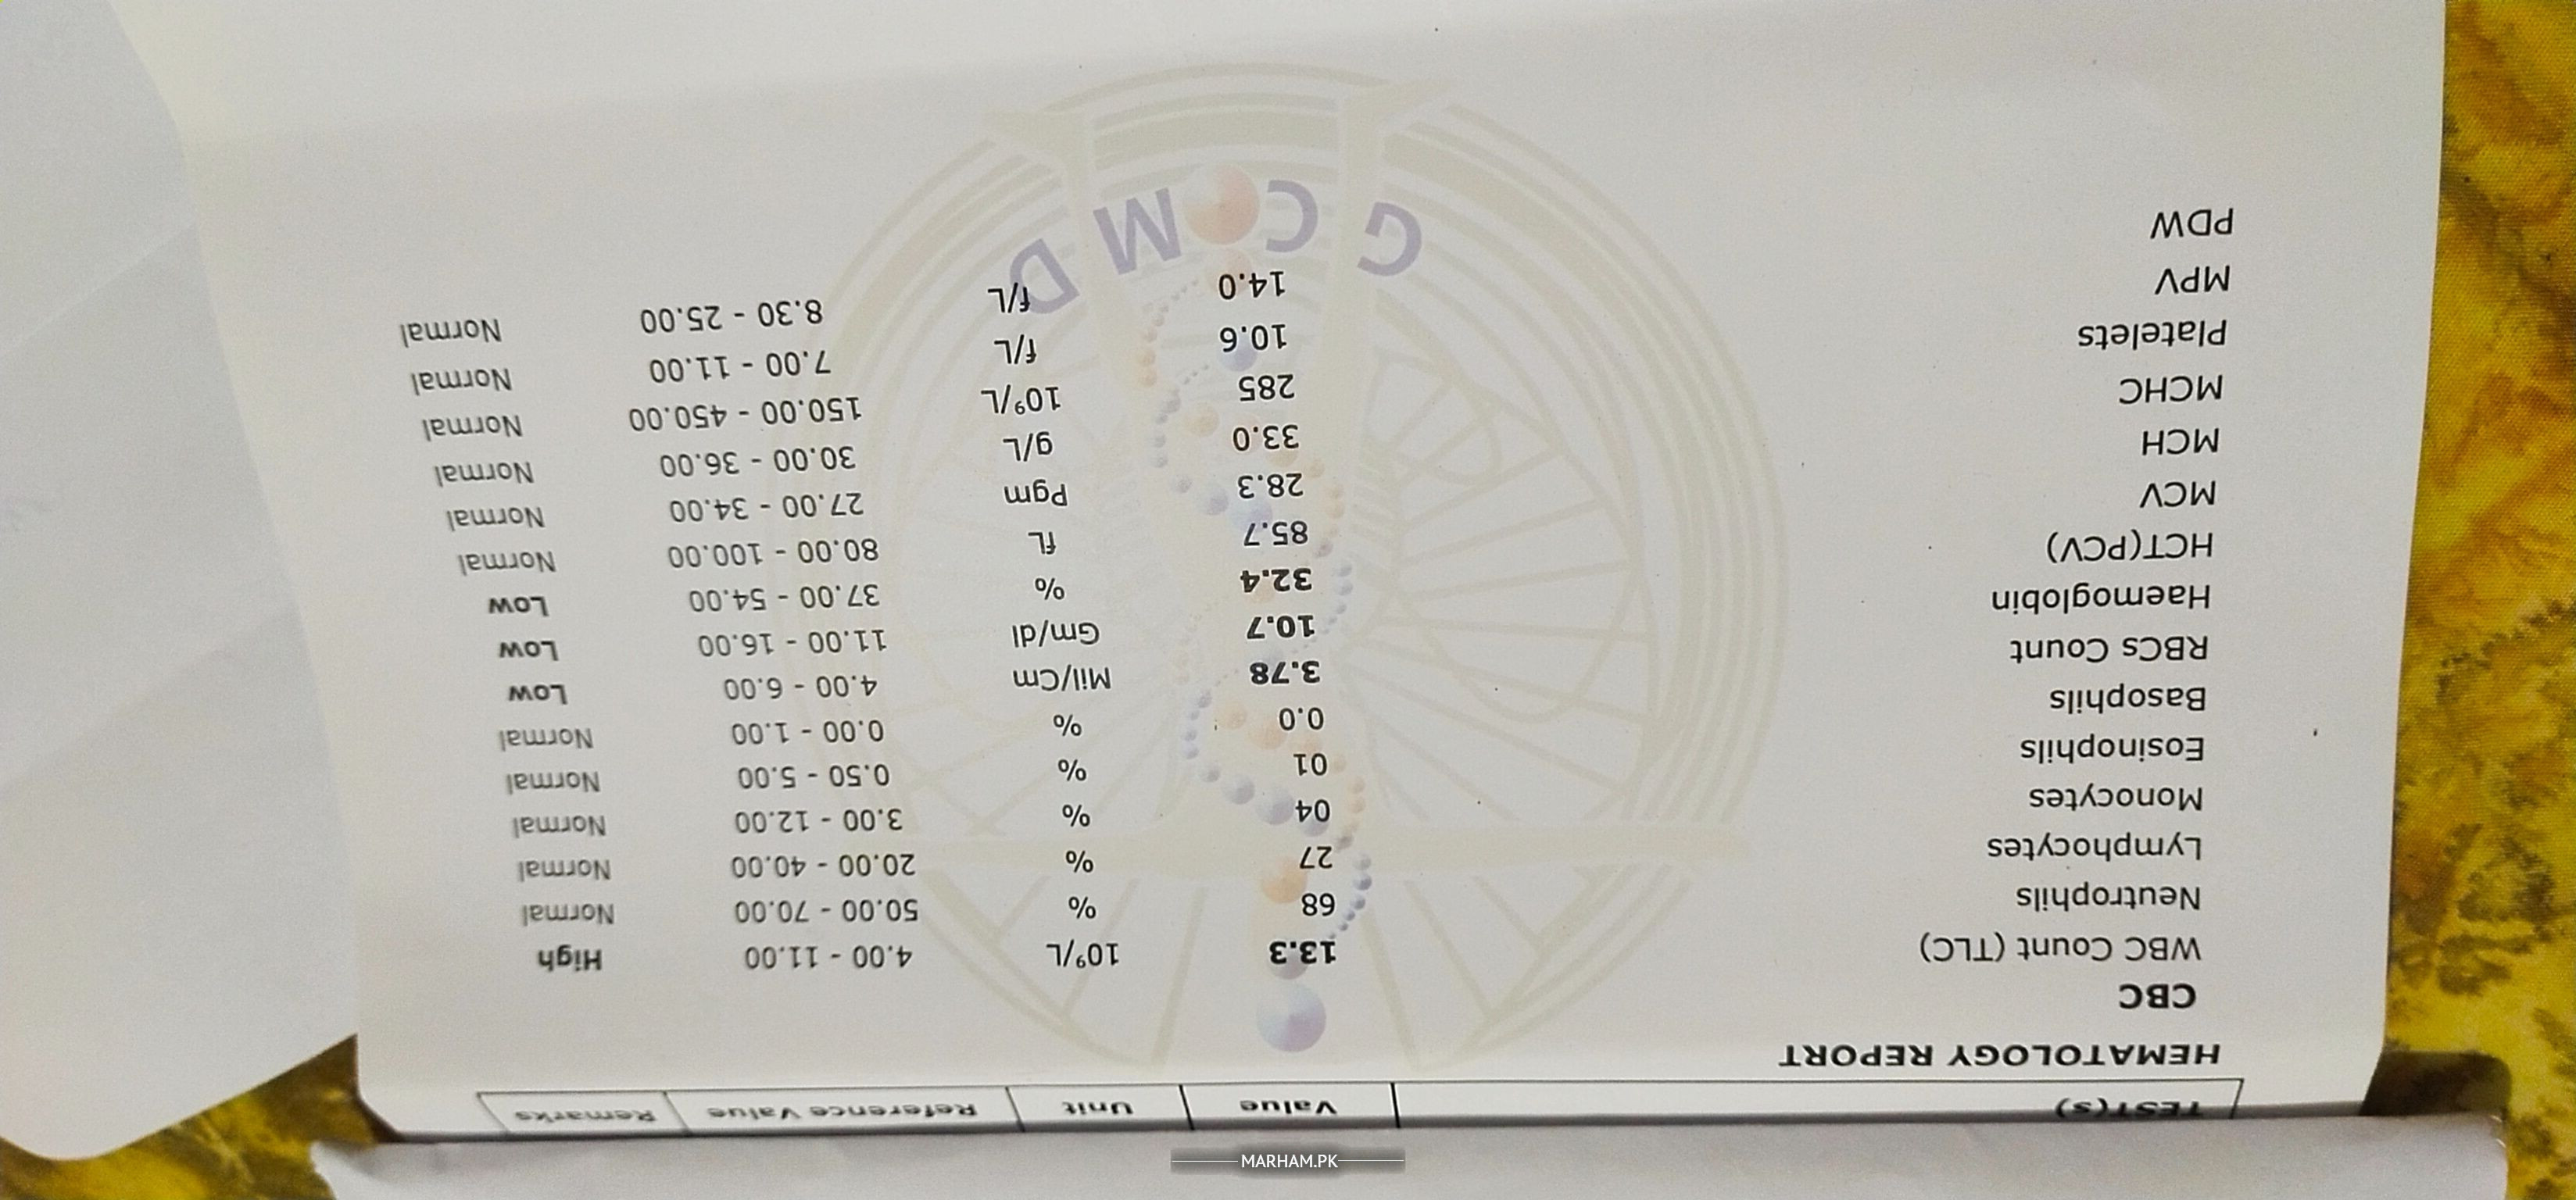 TEST(s) Value Unit Reference Value Remarks
HEMATOLOGY REPORT
CBC
WBC Count (TLC) 13.3 10⁹/L 4.00 - 11.00 High
Neutrophils 68 % 50.00 - 70.00 Normal
Lymphocytes 27 % 20.00 - 40.00 Normal
Monocytes 04 % 3.00 - 12.00 Normal
Eosinophils 01 % 0.50 - 5.00 Normal
Basophils 0.0 % 0.00 - 1.00 Normal
RBCs Count 3.78 Mil/Cm 4.00 - 6.00 Low
Haemoglobin 10.7 Gm/dl 11.00 - 16.00 Low
HCT(PCV) 32.4 % 37.00 - 54.00 Low
MCV 85.7 fL 80.00 - 100.00 Normal
MCH 28.3 Pgm 27.00 - 34.00 Normal
MCHC 33.0 g/L 30.00 - 36.00 Normal
Platelets 285 10⁹/L 150.00 - 450.00 Normal
MPV 10.6 f/L 7.00 - 11.00 Normal
PDW 14.0 f/L 8.30 - 25.00 Normal
G C M D
MARHAM.PK